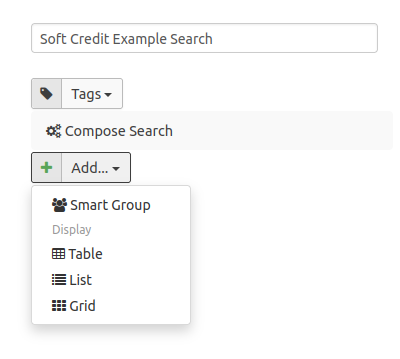 Soft Credit Example Search
Tags
Compose Search
Add...
Smart Group
Display
Table
List
Grid